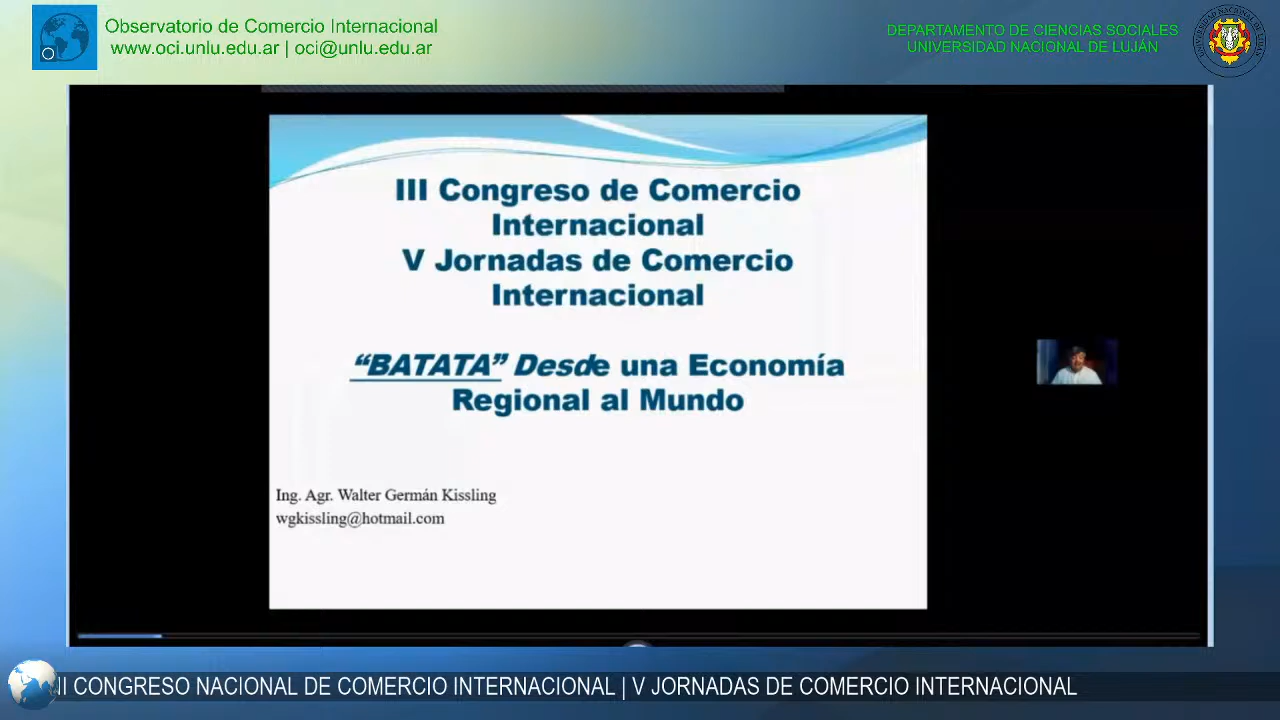 Observatorio de Comercio Internacional
www.oci.unlu.edu.ar | oci@unlu.edu.ar
DEPARTAMENTO DE CIENCIAS SOCIALES
UNIVERSIDAD NACIONAL DE LUJÁN
III Congreso de Comercio
Internacional
V Jornadas de Comercio
Internacional
“BATATA” Desde una Economía
Regional al Mundo
Ing. Agr. Walter Germán Kissling
wgkissling@hotmail.com
II CONGRESO NACIONAL DE COMERCIO INTERNACIONAL | V JORNADAS DE COMERCIO INTERNACIONAL